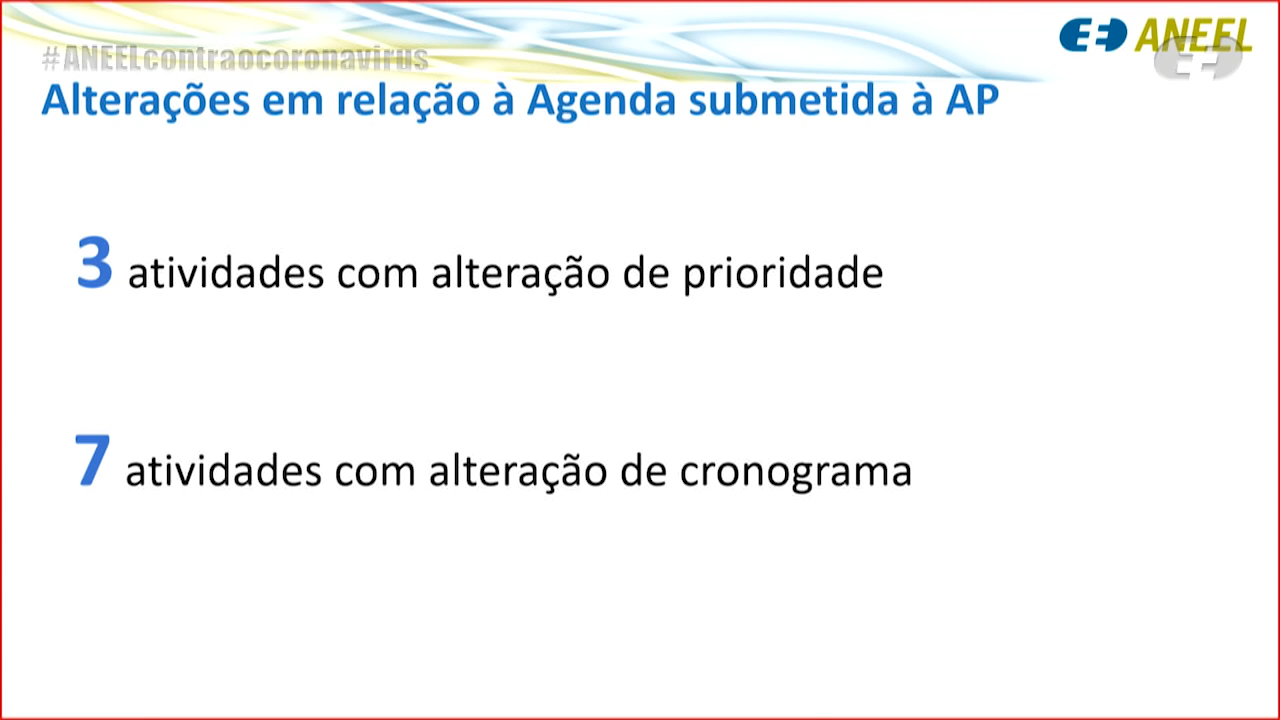 ANEEL
#ANEELcontraocoronavirus
Alterações em relação à Agenda submetida à AP
3 atividades com alteração de prioridade
7 atividades com alteração de cronograma